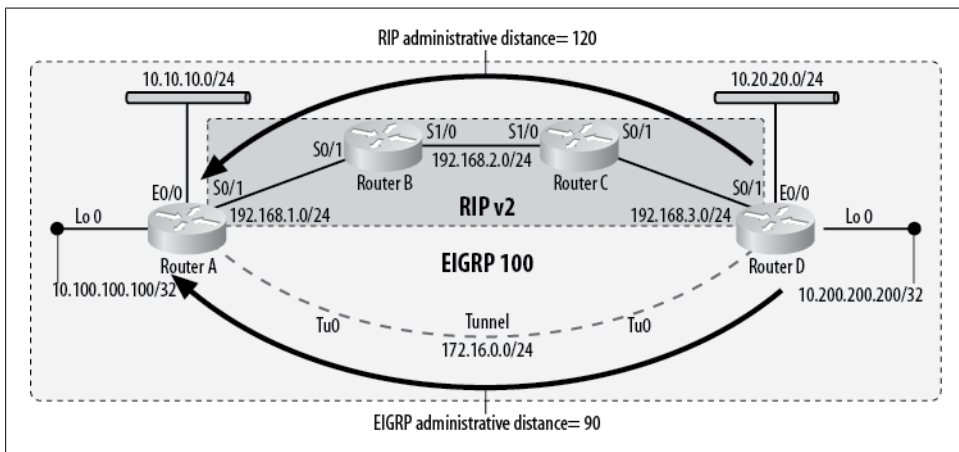 RIP administrative distance= 120
10.10.10.0/24
10.20.20.0/24
S1/0
S1/0
S0/1
S0/1
192.168.2.0/24
Router B
Router C
E0/0
S0/1
S0/1
E0/0
Lo 0
192.168.1.0/24
RIP v2
192.168.3.0/24
Lo 0
Router A
EIGRP 100
Router D
10.100.100.100/32
10.200.200.200/32
Tu0
Tunnel
Tu0
172.16.0.0/24
EIGRP administrative distance= 90